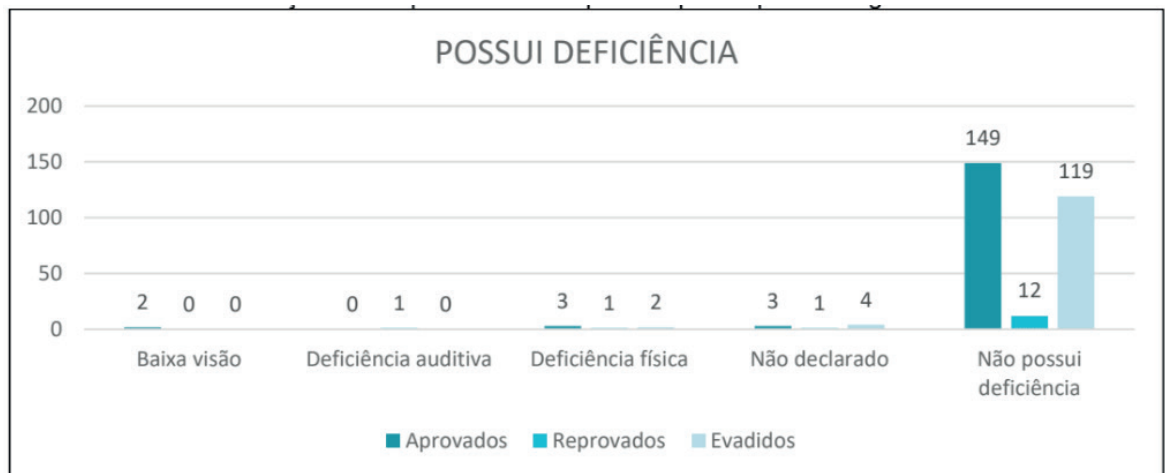 POSSUI DEFICIÊNCIA
200
150
100
50
0
2 0 0
0 1 0
3 1 2
3 1 4
149 12 119
Baixa visão
Deficiência auditiva
Deficiência física
Não declarado
Não possui
deficiência
Aprovados Reprovados Evadidos